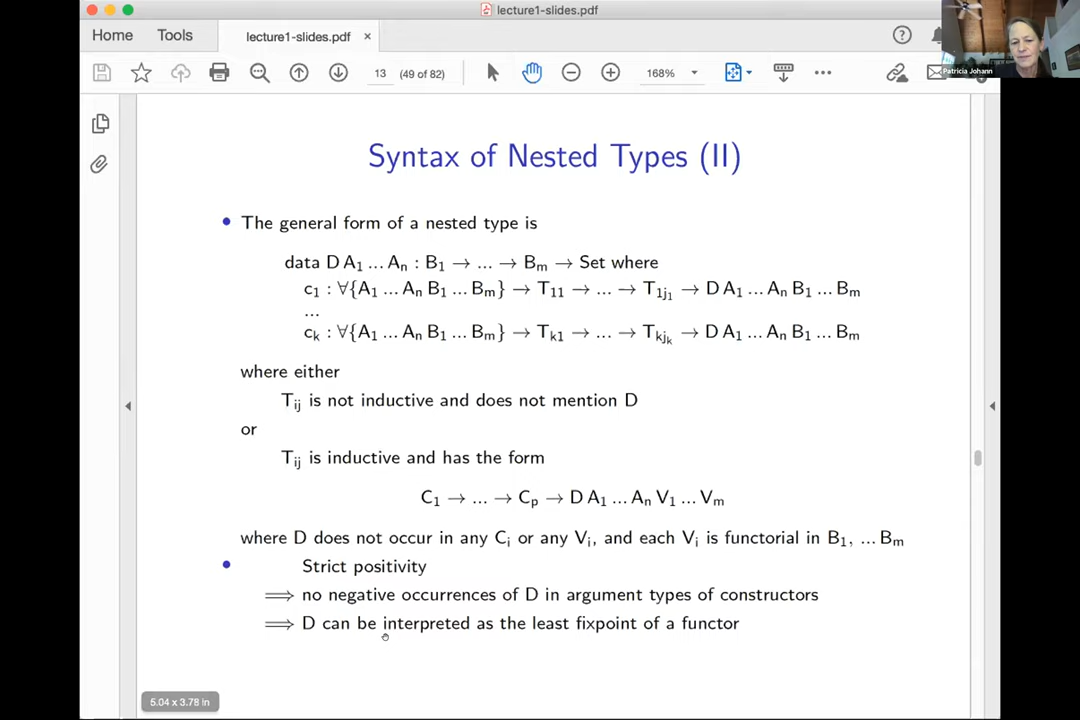 lecture1-slides.pdf
Home Tools lecture1-slides.pdf ×
13 (49 of 82) 168%
Patricia Johann
Syntax of Nested Types (II)
• The general form of a nested type is
data D A₁ … Aₙ : B₁ → … → Bₘ → Set where
c₁ : ∀{A₁ … Aₙ B₁ … Bₘ} → T₁₁ → … → T₁ⱼ₁ → D A₁ … Aₙ B₁ … Bₘ
…
cₖ : ∀{A₁ … Aₙ B₁ … Bₘ} → Tₖ₁ → … → Tₖⱼₖ → D A₁ … Aₙ B₁ … Bₘ
where either
Tᵢⱼ is not inductive and does not mention D
or
Tᵢⱼ is inductive and has the form
C₁ → … → Cₚ → D A₁ … Aₙ V₁ … Vₘ
where D does not occur in any Cᵢ or any Vᵢ, and each Vᵢ is functorial in B₁, … Bₘ
• Strict positivity
⟹ no negative occurrences of D in argument types of constructors
⟹ D can be interpreted as the least fixpoint of a functor
5.04 x 3.78 in